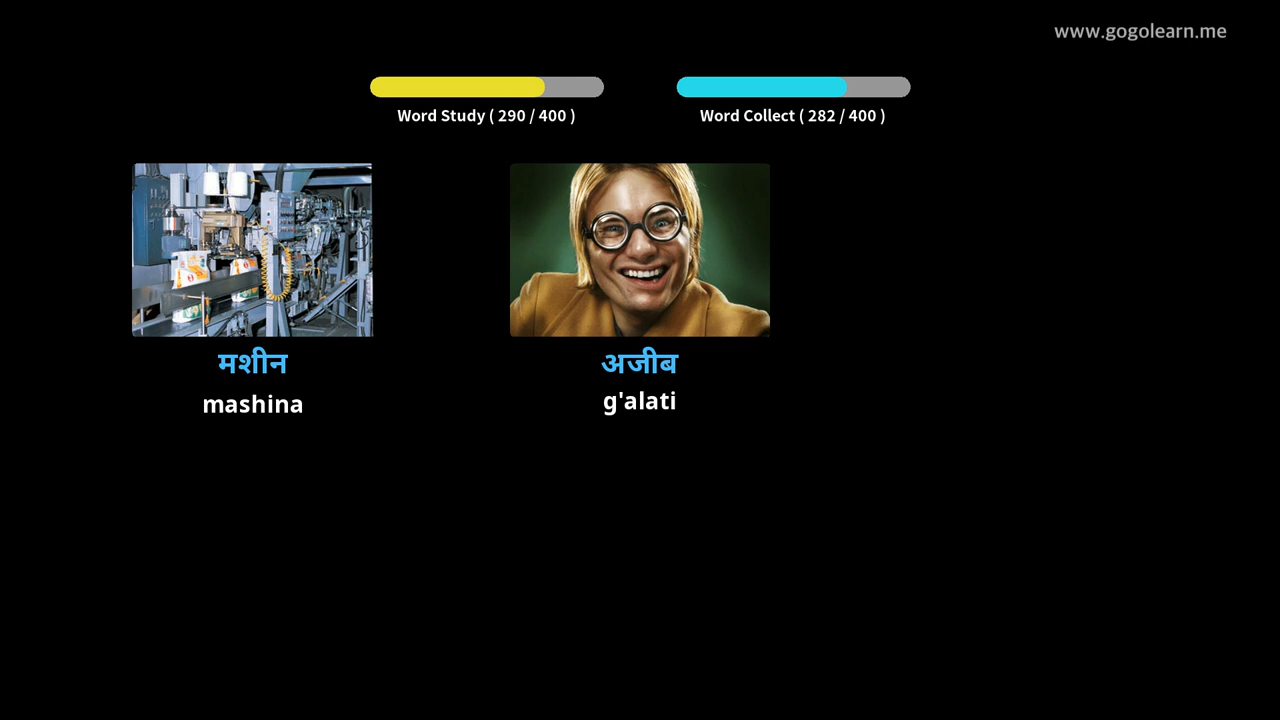 www.gogolearn.me
Word Study ( 290 / 400 )
Word Collect ( 282 / 400 )
मशीन
mashina
अजीब
g'alati